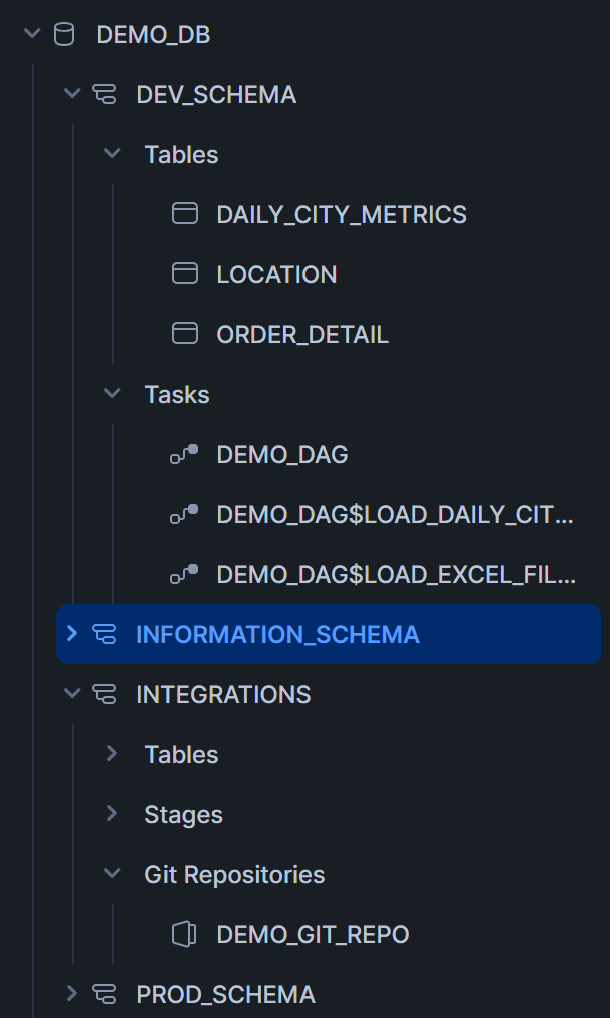 DEMO_DB
DEV_SCHEMA
Tables
DAILY_CITY_METRICS
LOCATION
ORDER_DETAIL
Tasks
DEMO_DAG
DEMO_DAG$LOAD_DAILY_CIT...
DEMO_DAG$LOAD_EXCEL_FIL...
INFORMATION_SCHEMA
INTEGRATIONS
Tables
Stages
Git Repositories
DEMO_GIT_REPO
PROD_SCHEMA